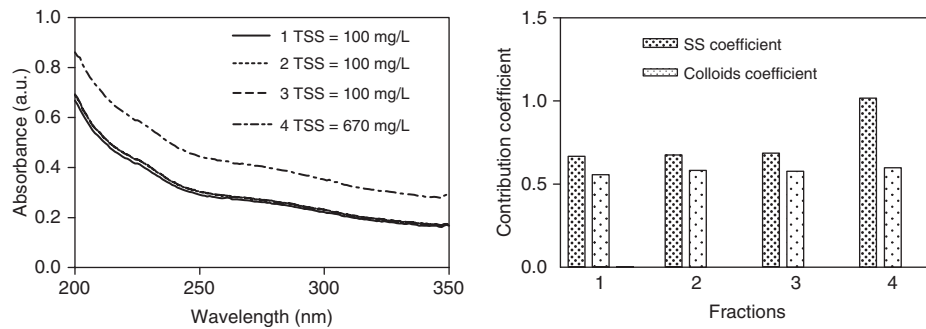 1.0
0.8
0.6
0.4
0.2
0.0
Absorbance (a.u.)
1 TSS = 100 mg/L
2 TSS = 100 mg/L
3 TSS = 100 mg/L
4 TSS = 670 mg/L
200 250 300 350
Wavelength (nm)
1.5
1.0
0.5
0.0
Contribution coefficient
SS coefficient
Colloids coefficient
1 2 3 4
Fractions